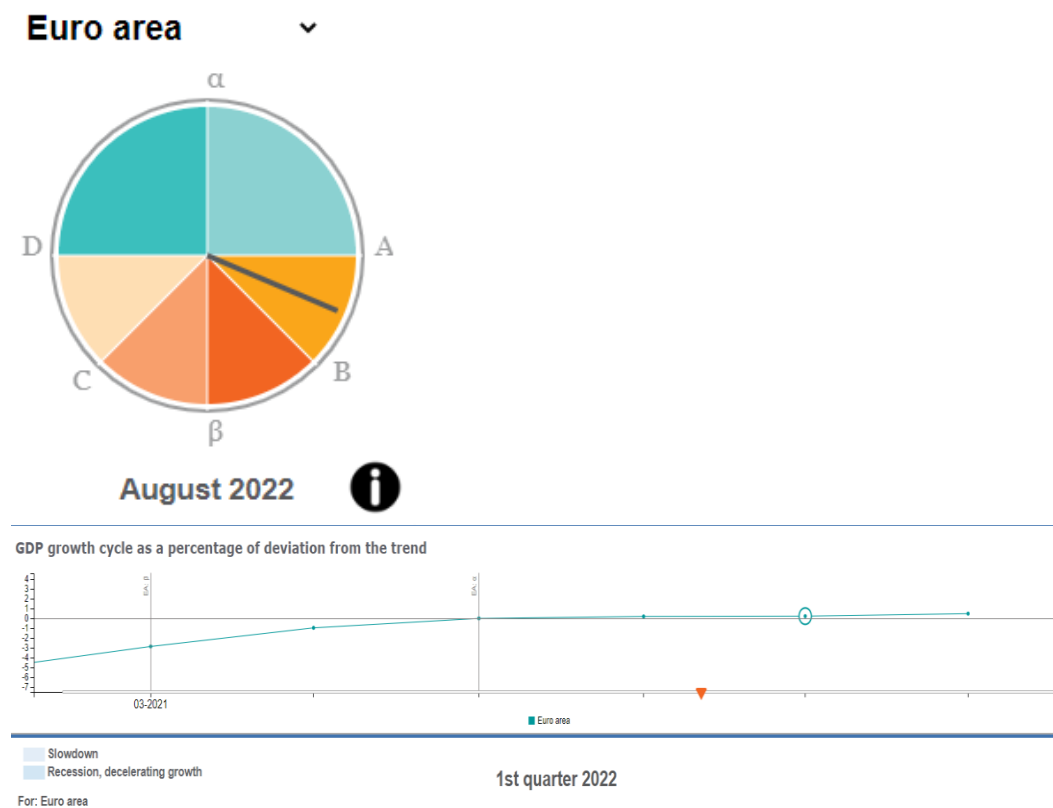 Euro area
α
D
A
C
B
β
August 2022
GDP growth cycle as a percentage of deviation from the trend
4
3
2
1
0
-1
-2
-3
-4
-5
-6
-7
EA: β
EA: α
03-2021
Euro area
Slowdown
Recession, decelerating growth
1st quarter 2022
For: Euro area